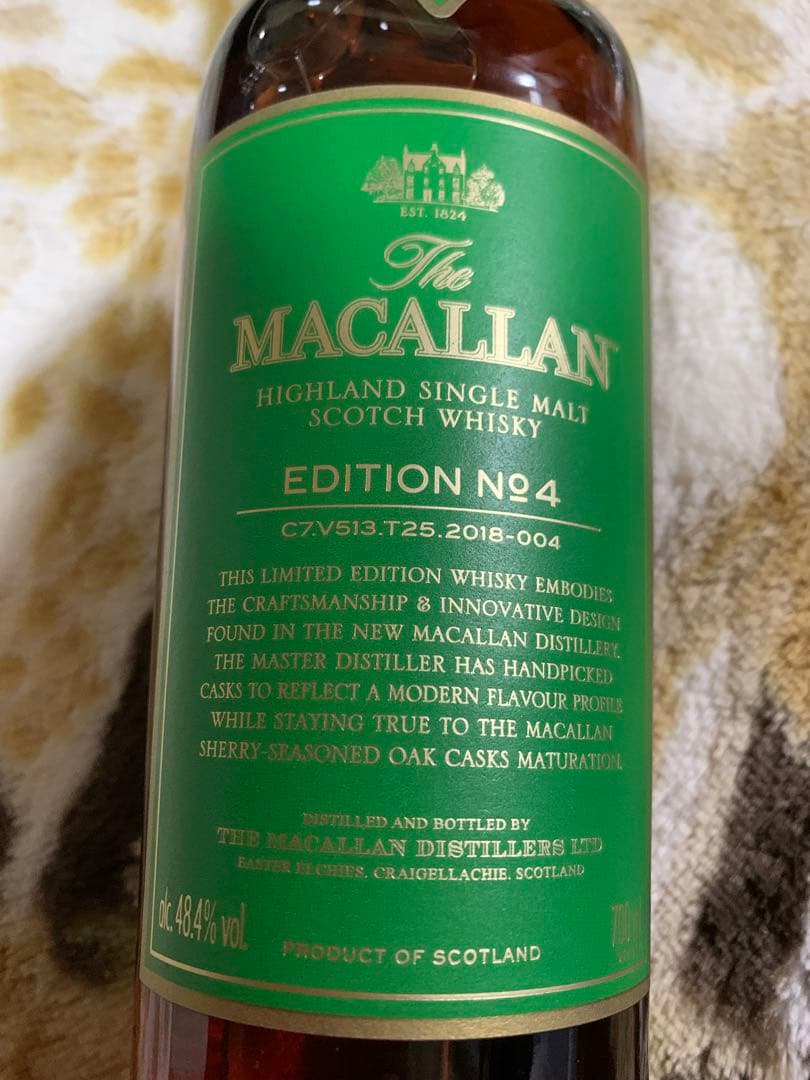 EST. 1824
The
MACALLAN™
HIGHLAND SINGLE MALT
SCOTCH WHISKY
EDITION Nº4
C7.V513.T25.2018-004
THIS LIMITED EDITION WHISKY EMBODIES
THE CRAFTSMANSHIP & INNOVATIVE DESIGN
FOUND IN THE NEW MACALLAN DISTILLERY.
THE MASTER DISTILLER HAS HANDPICKED
CASKS TO REFLECT A MODERN FLAVOUR PROFILE
WHILE STAYING TRUE TO THE MACALLAN
SHERRY-SEASONED OAK CASKS MATURATION.
DISTILLED AND BOTTLED BY
THE MACALLAN DISTILLERS LTD
EASTER ELCHIES, CRAIGELLACHIE, SCOTLAND
alc. 48.4% vol.
PRODUCT OF SCOTLAND